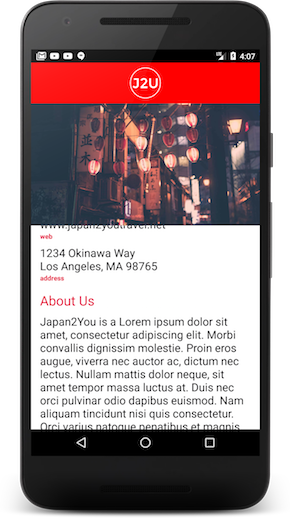 4:07
J2U
www.japan2youtravel.net
web
1234 Okinawa Way
Los Angeles, MA 98765
address
About Us
Japan2You is a Lorem ipsum dolor sit
amet, consectetur adipiscing elit. Morbi
convallis dignissim molestie. Proin eros
augue, viverra nec auctor ac, dictum nec
lectus. Nullam mattis dolor neque, sit
amet tempor massa luctus at. Duis nec
orci pulvinar odio dapibus euismod. Nam
aliquam tincidunt nisi quis consectetur.
Orci varius natoque penatibus et magnis